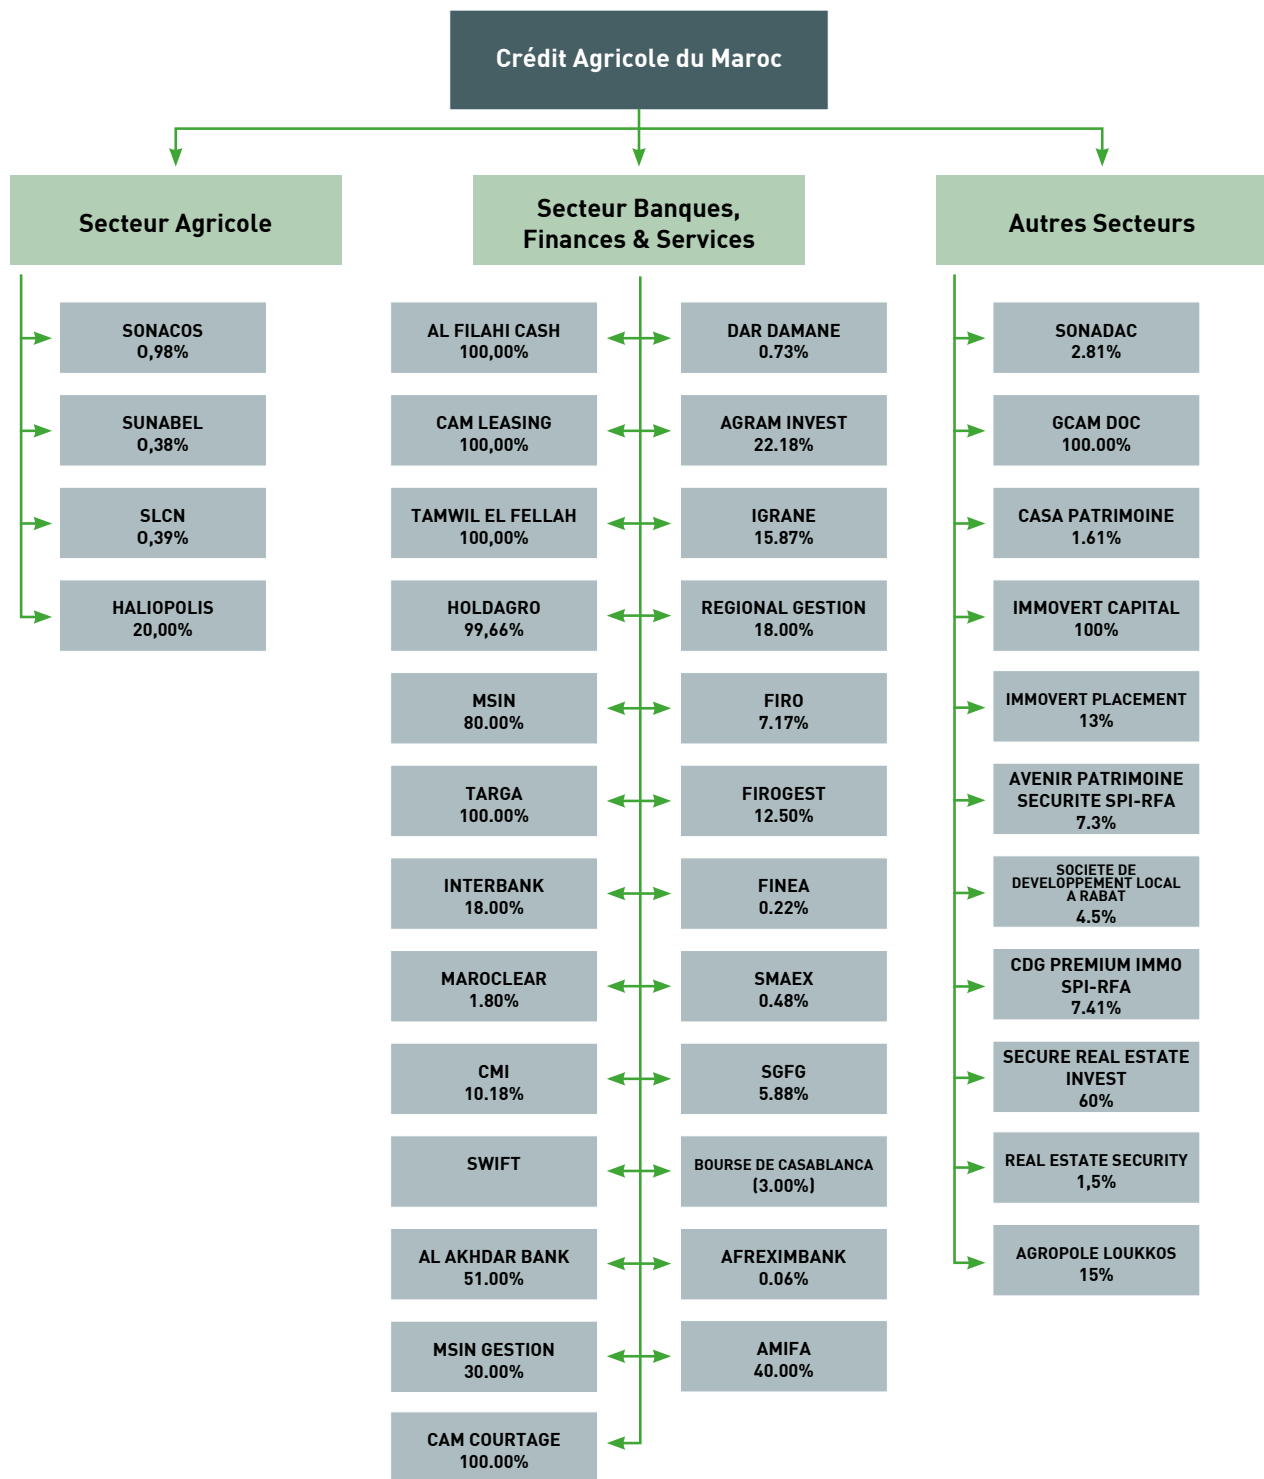 Crédit Agricole du Maroc
Secteur Agricole
SONACOS
0,98%
SUNABEL
0,38%
SLCN
0,39%
HALIOPOLIS
20,00%
Secteur Banques,
Finances & Services
AL FILAHI CASH
100,00%
CAM LEASING
100,00%
TAMWIL EL FELLAH
100,00%
HOLDAGRO
99,66%
MSIN
80.00%
TARGA
100.00%
INTERBANK
18.00%
MAROCLEAR
1.80%
CMI
10.18%
SWIFT
AL AKHDAR BANK
51.00%
MSIN GESTION
30.00%
CAM COURTAGE
100.00%
DAR DAMANE
0.73%
AGRAM INVEST
22.18%
IGRANE
15.87%
REGIONAL GESTION
18.00%
FIRO
7.17%
FIROGEST
12.50%
FINEA
0.22%
SMAEX
0.48%
SGFG
5.88%
BOURSE DE CASABLANCA
(3.00%)
AFREXIMBANK
0.06%
AMIFA
40.00%
Autres Secteurs
SONADAC
2.81%
GCAM DOC
100.00%
CASA PATRIMOINE
1.61%
IMMOVERT CAPITAL
100%
IMMOVERT PLACEMENT
13%
AVENIR PATRIMOINE
SECURITE SPI-RFA
7.3%
SOCIETE DE
DEVELOPPEMENT LOCAL
A RABAT
4.5%
CDG PREMIUM IMMO
SPI-RFA
7.41%
SECURE REAL ESTATE
INVEST
60%
REAL ESTATE SECURITY
1,5%
AGROPOLE LOUKKOS
15%